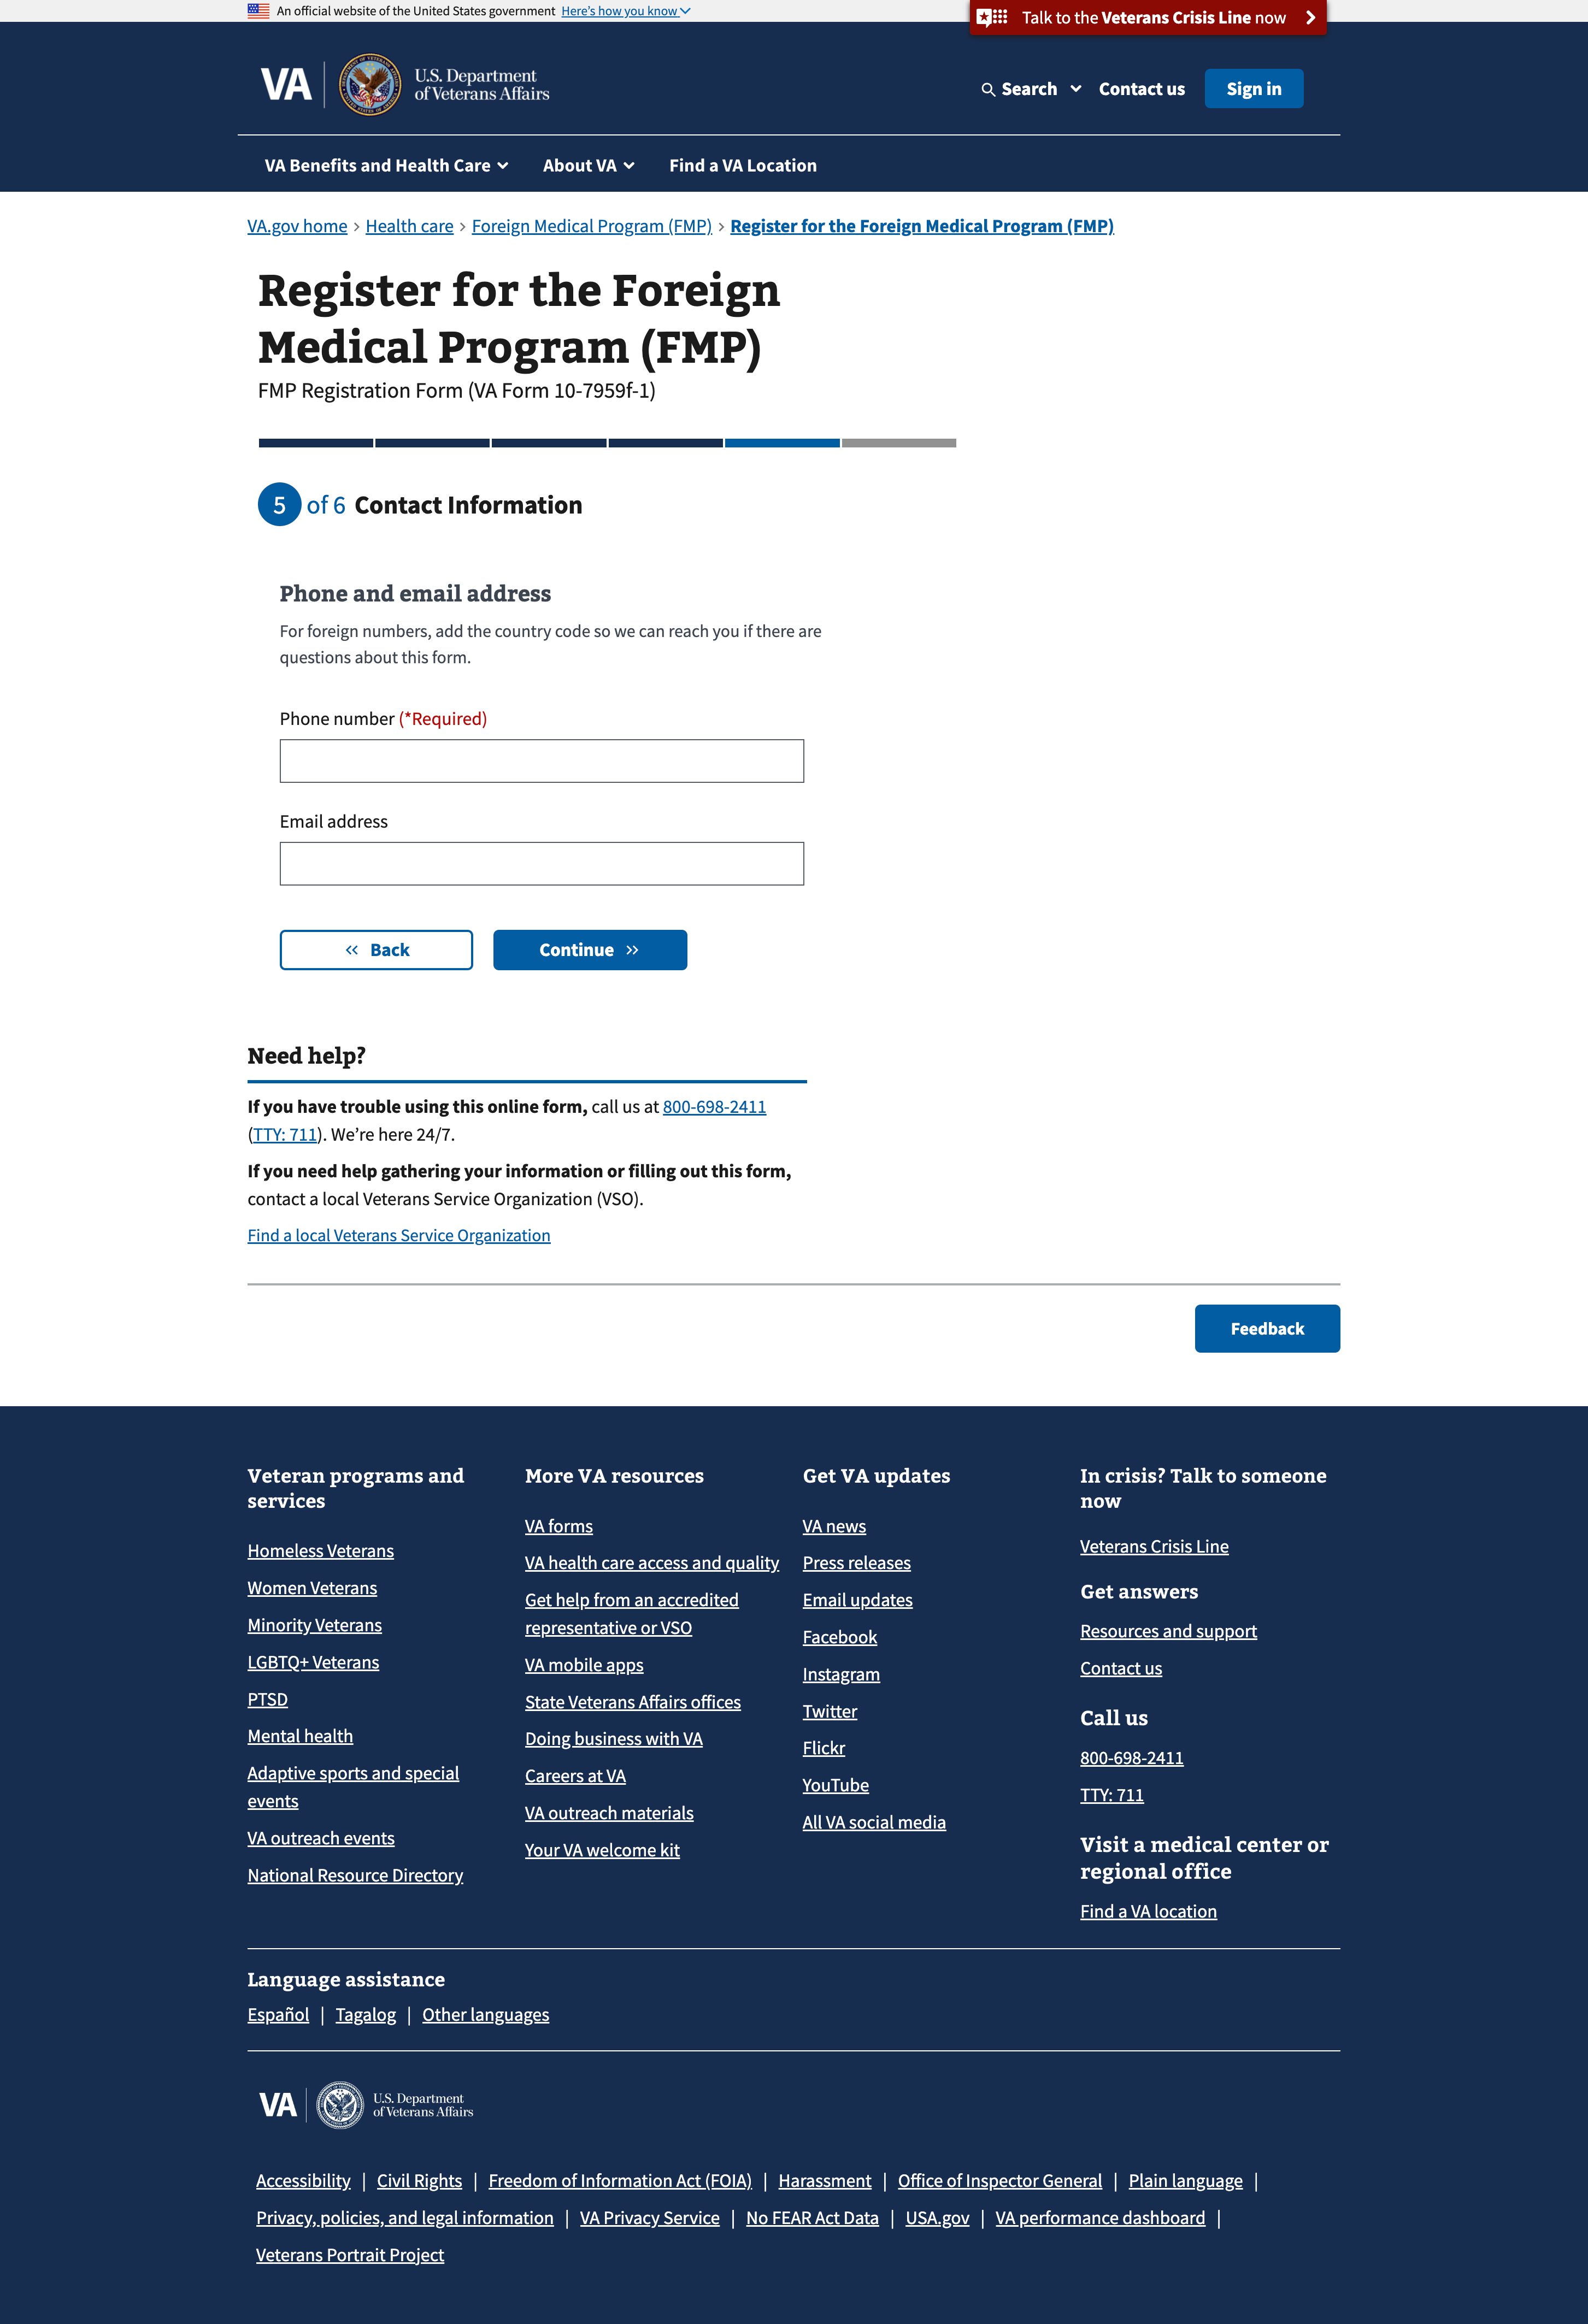 An official website of the United States government Here's how you know
Talk to the Veterans Crisis Line now
VA U.S. Department
of Veterans Affairs
Search Contact us Sign in
VA Benefits and Health Care About VA Find a VA Location
VA.gov home › Health care › Foreign Medical Program (FMP) › Register for the Foreign Medical Program (FMP)
Register for the Foreign
Medical Program (FMP)
FMP Registration Form (VA Form 10-7959f-1)
5 of 6 Contact Information
Phone and email address
For foreign numbers, add the country code so we can reach you if there are
questions about this form.
Phone number (*Required)
Email address
Back Continue
Need help?
If you have trouble using this online form, call us at 800-698-2411
(TTY: 711). We’re here 24/7.
If you need help gathering your information or filling out this form,
contact a local Veterans Service Organization (VSO).
Find a local Veterans Service Organization
Feedback
Veteran programs and
services
Homeless Veterans
Women Veterans
Minority Veterans
LGBTQ+ Veterans
PTSD
Mental health
Adaptive sports and special
events
VA outreach events
National Resource Directory
More VA resources
VA forms
VA health care access and quality
Get help from an accredited
representative or VSO
VA mobile apps
State Veterans Affairs offices
Doing business with VA
Careers at VA
VA outreach materials
Your VA welcome kit
Get VA updates
VA news
Press releases
Email updates
Facebook
Instagram
Twitter
Flickr
YouTube
All VA social media
In crisis? Talk to someone
now
Veterans Crisis Line
Get answers
Resources and support
Contact us
Call us
800-698-2411
TTY: 711
Visit a medical center or
regional office
Find a VA location
Language assistance
Español | Tagalog | Other languages
VA U.S. Department
of Veterans Affairs
Accessibility | Civil Rights | Freedom of Information Act (FOIA) | Harassment | Office of Inspector General | Plain language |
Privacy, policies, and legal information | VA Privacy Service | No FEAR Act Data | USA.gov | VA performance dashboard |
Veterans Portrait Project